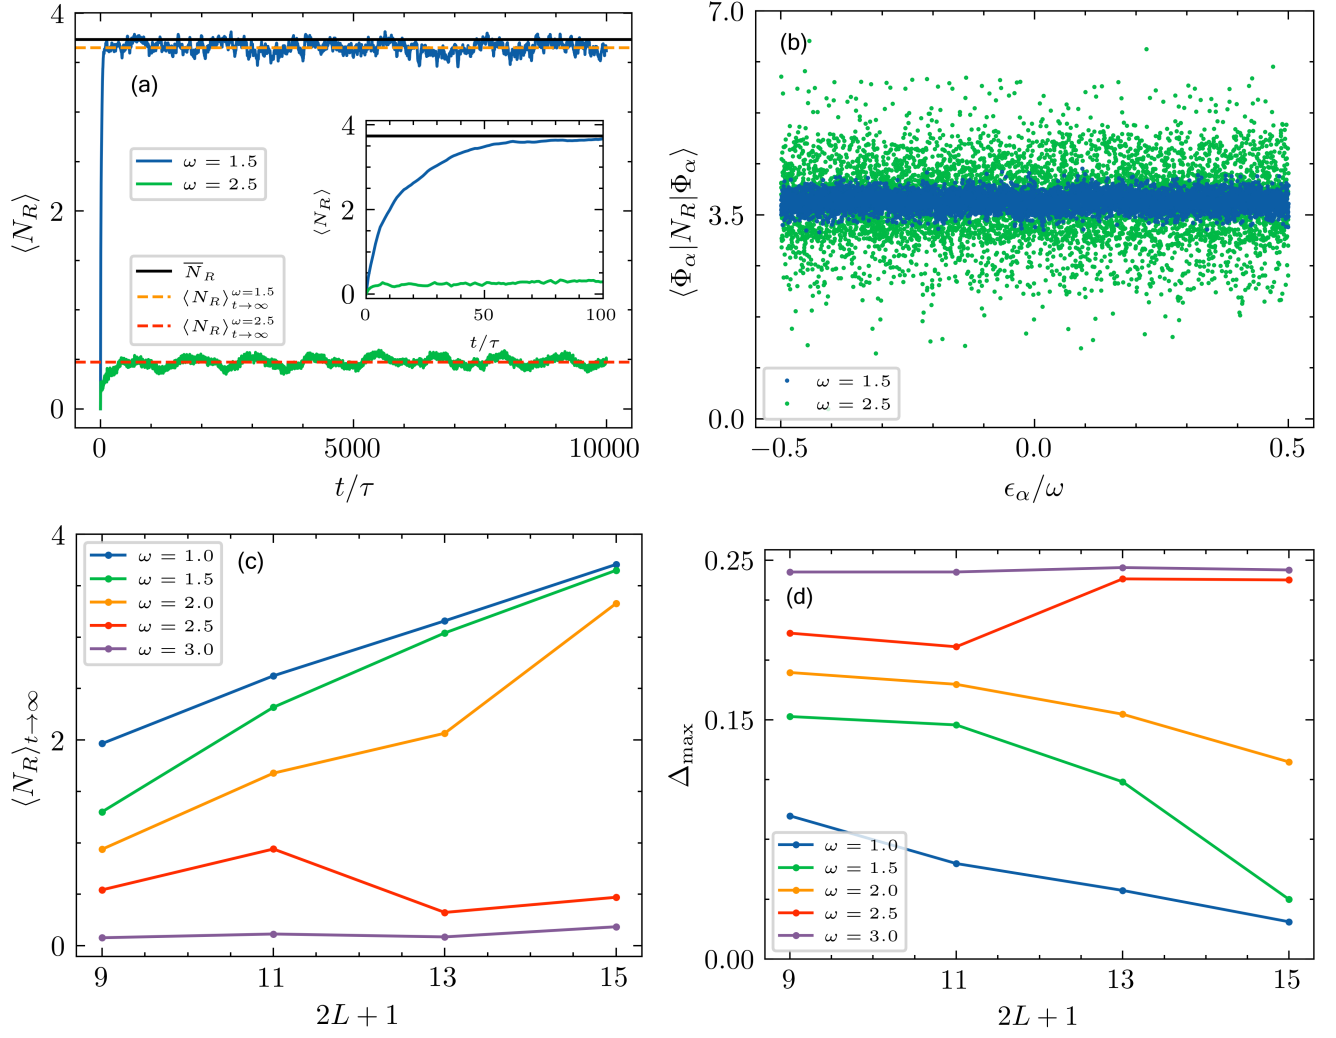 4
2
0
⟨N_R⟩
(a)
ω = 1.5
ω = 2.5
N̅_R
⟨N_R⟩^{ω=1.5}_{t→∞}
⟨N_R⟩^{ω=2.5}_{t→∞}
4
2
0
⟨N_R⟩
0
50
100
t/τ
0
5000
10000
t/τ
7.0
3.5
0.0
⟨Φ_α|N_R|Φ_α⟩
(b)
ω = 1.5
ω = 2.5
−0.5
0.0
0.5
ϵ_α/ω
4
2
0
⟨N_R⟩_{t→∞}
ω = 1.0
ω = 1.5
ω = 2.0
ω = 2.5
ω = 3.0
(c)
9
11
13
15
2L + 1
0.25
0.15
0.00
Δ_max
(d)
ω = 1.0
ω = 1.5
ω = 2.0
ω = 2.5
ω = 3.0
9
11
13
15
2L + 1